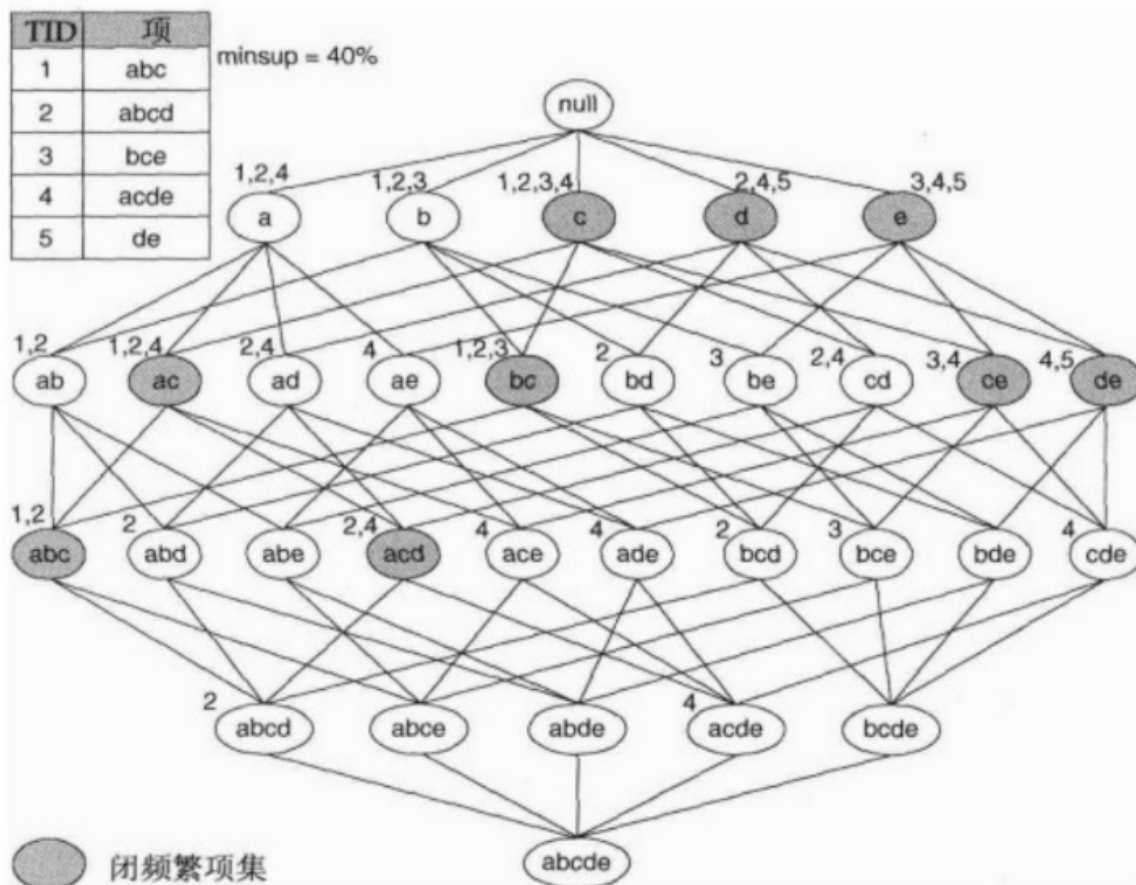 TID 项
minsup = 40%
1 abc
2 abcd
3 bce
4 acde
5 de
null
1,2,4 1,2,3 1,2,3,4 2,4,5 3,4,5
a b c d e
1,2 1,2,4 2,4 4 1,2,3 2 3 2,4 3,4 4,5
ab ac ad ae bc bd be cd ce de
1,2 2 2,4 4 4 2 3 4
abc abd abe acd ace ade bcd bce bde cde
2 4
abcd abce abde acde bcde
abcde
闭频繁项集